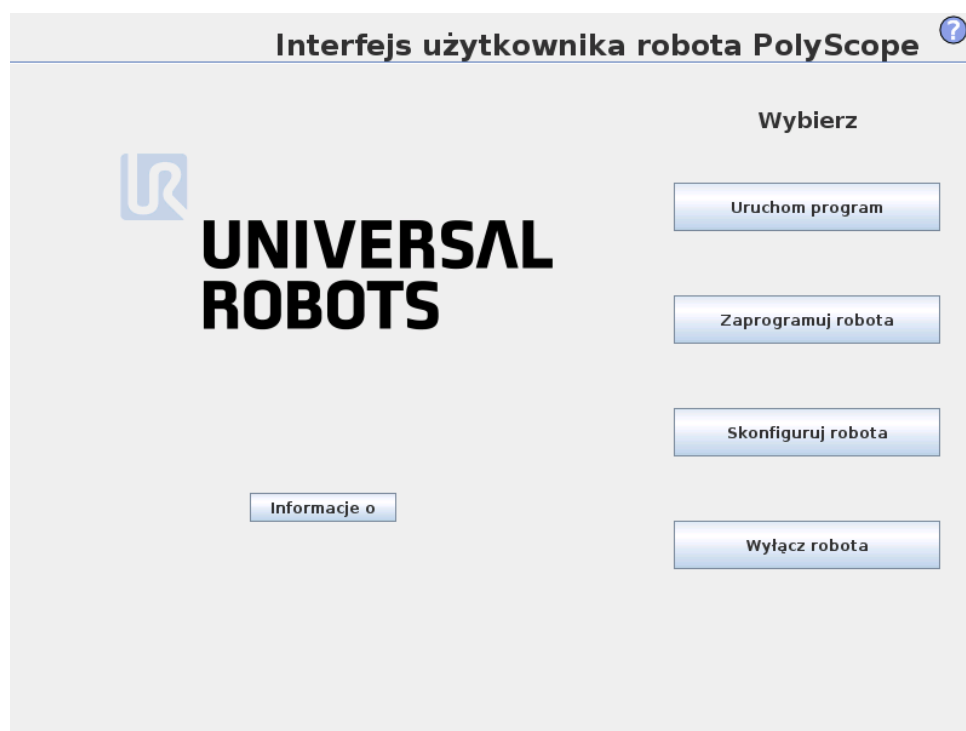 Interfejs użytkownika robota PolyScope
?
Wybierz
UR
UNIVERSAL
ROBOTS
Uruchom program
Zaprogramuj robota
Skonfiguruj robota
Informacje o
Wyłącz robota